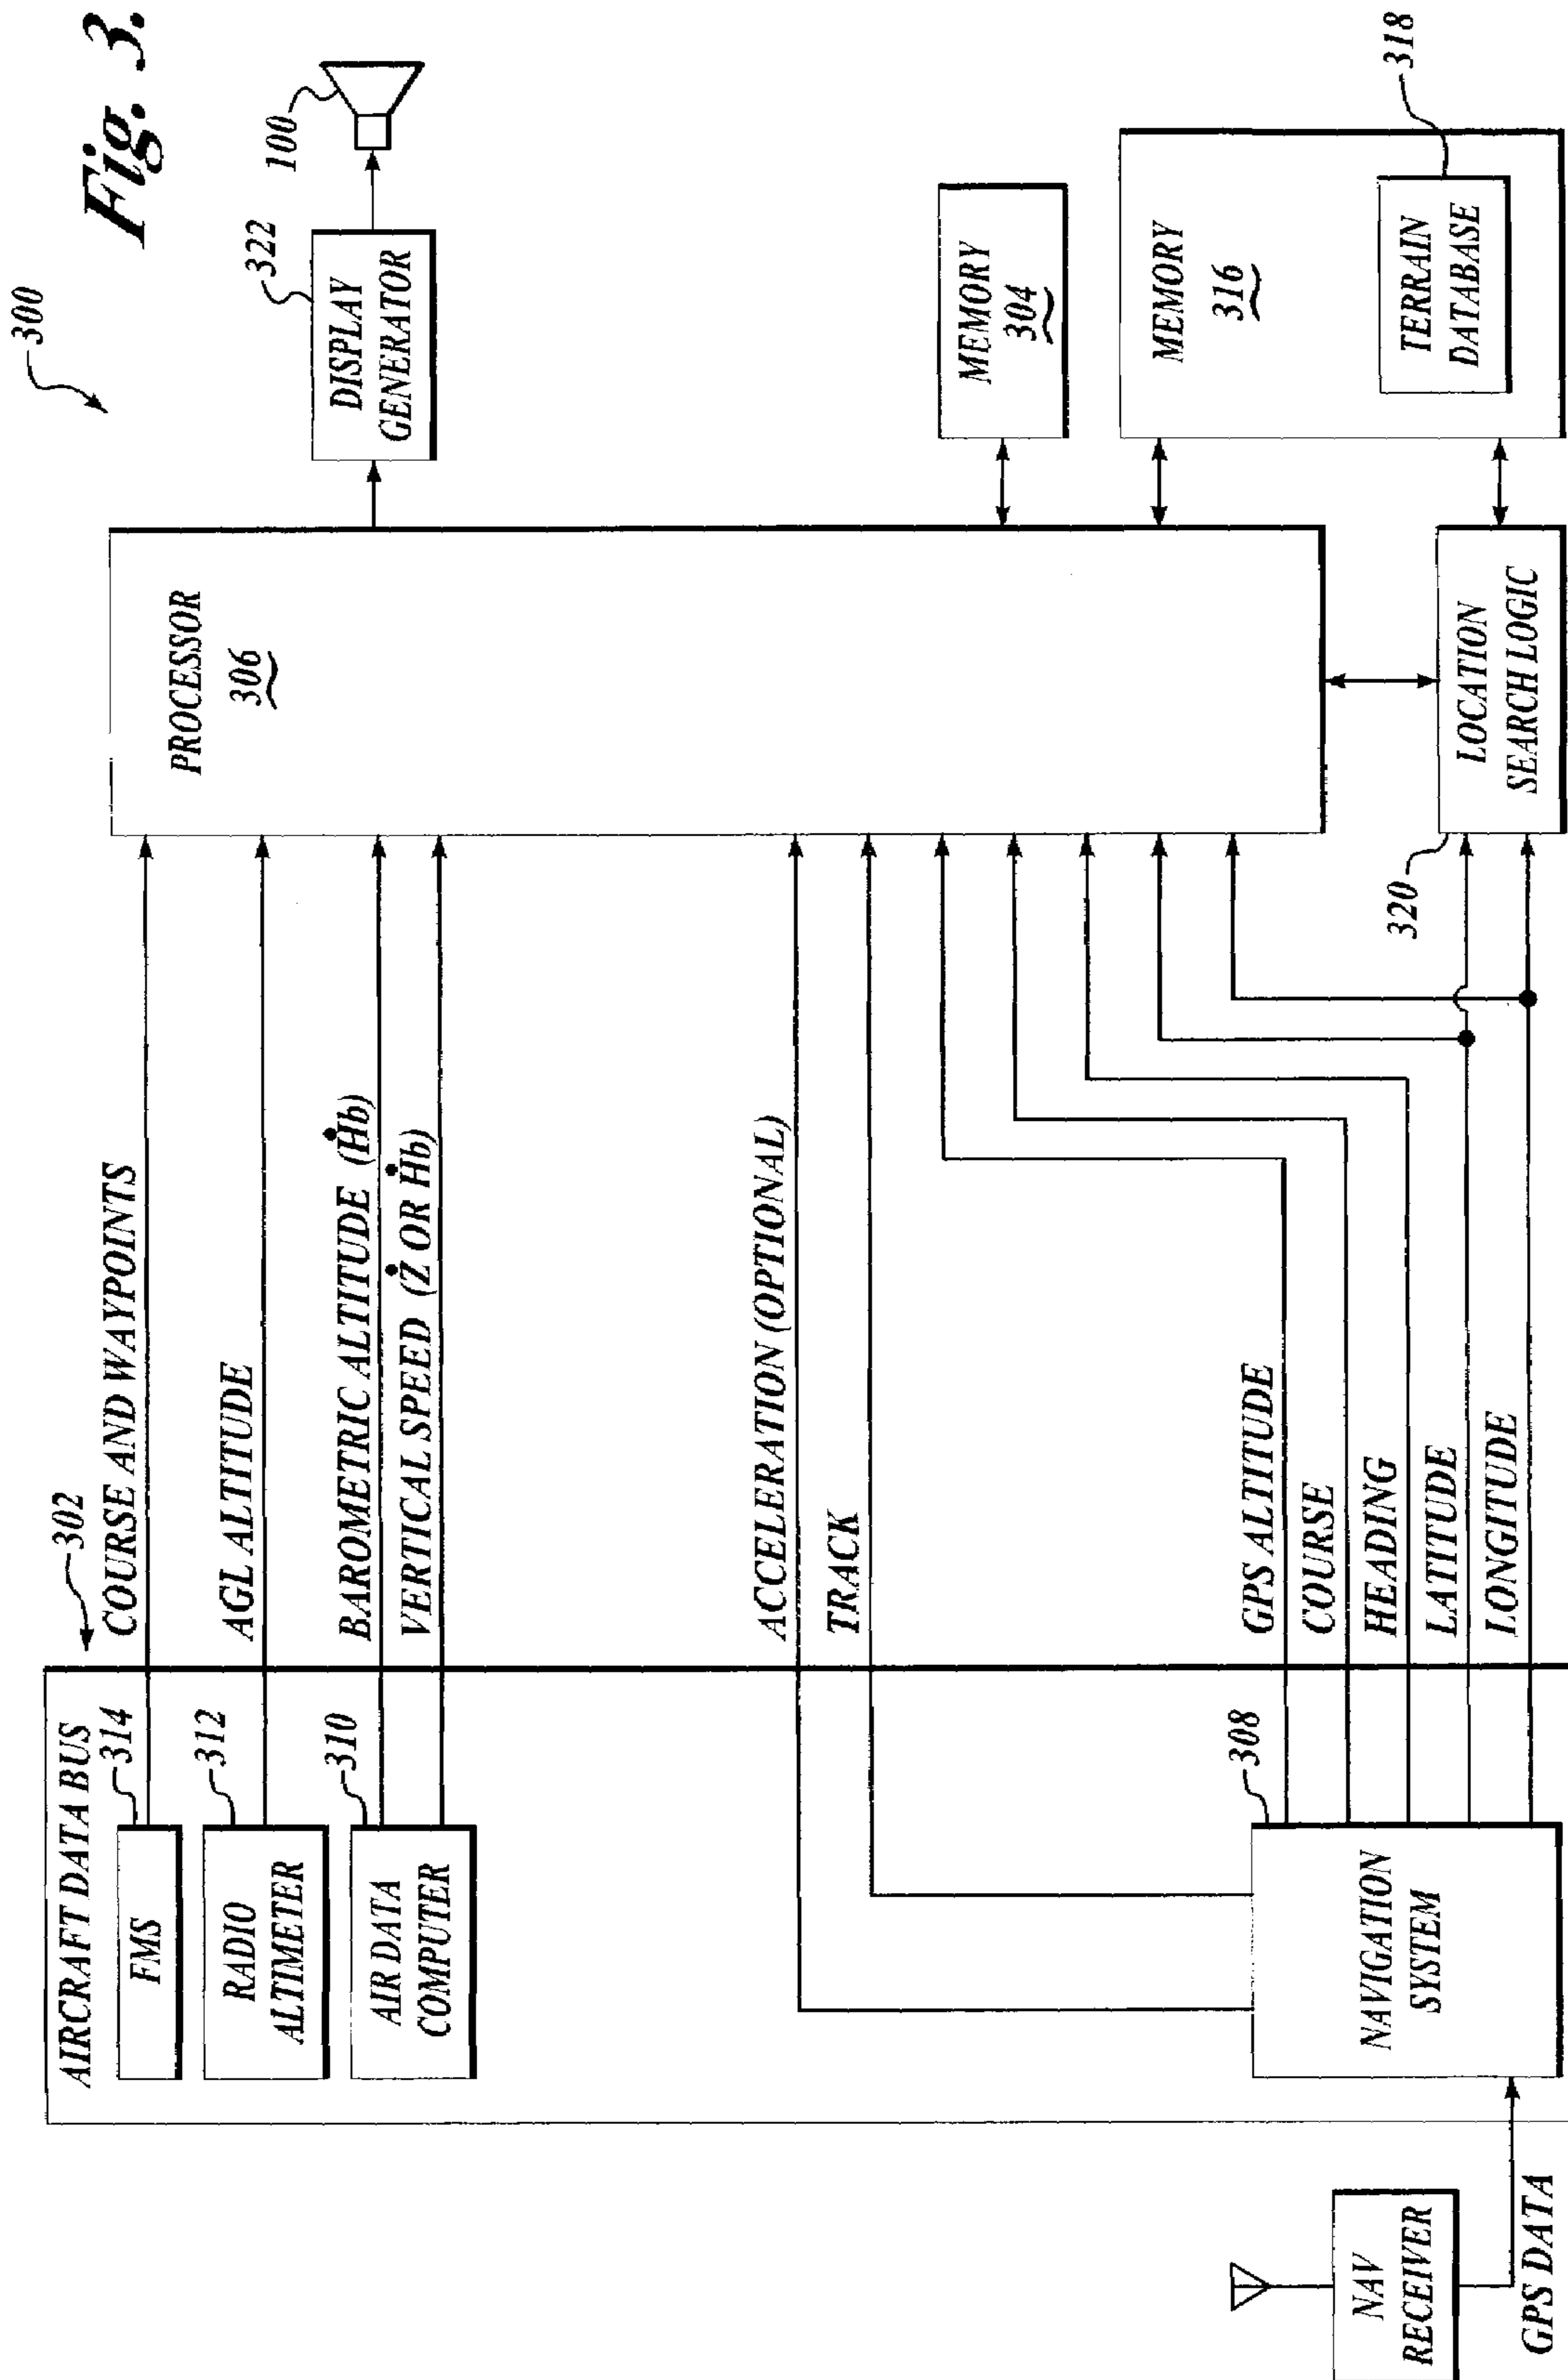 Fig. 3.
300
AIRCRAFT DATA BUS
302
314
FMS
COURSE AND WAYPOINTS
312
RADIO
ALTIMETER
AGL ALTITUDE
310
AIR DATA
COMPUTER
BAROMETRIC ALTITUDE (Ḣb)
VERTICAL SPEED (Ż OR Ḣb)
ACCELERATION (OPTIONAL)
TRACK
308
NAVIGATION
SYSTEM
GPS ALTITUDE
COURSE
HEADING
LATITUDE
LONGITUDE
NAV
RECEIVER
GPS DATA
PROCESSOR
306
320
LOCATION
SEARCH LOGIC
322
DISPLAY
GENERATOR
100
MEMORY
304
MEMORY
316
318
TERRAIN
DATABASE